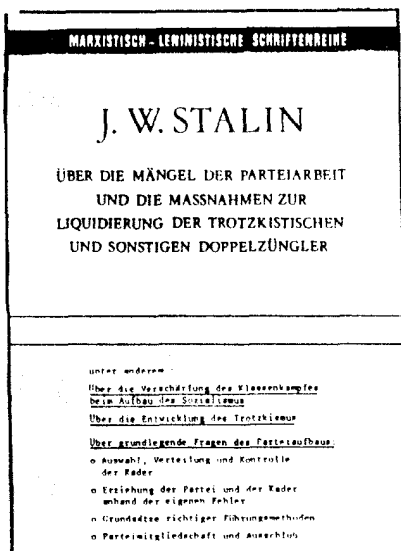 MARXISTISCH - LENINISTISCHE SCHRIFTENREIHE
J. W. STALIN
ÜBER DIE MÄNGEL DER PARTEIARBEIT
UND DIE MASSNAHMEN ZUR
LIQUIDIERUNG DER TROTZKISTISCHEN
UND SONSTIGEN DOPPELZÜNGLER
unter anderem :
Über die Verschärfung des Klassenkampfes
beim Aufbau des Sozialismus
Über die Entwicklung des Trotzkismus
Über grundlegende Fragen des Parteiaufbaus:
o Auswahl, Verteilung und Kontrolle
der Kader
o Erziehung der Partei und der Kader
anhand der eigenen Fehler
o Grundsätze richtiger Führungsmethoden
o Parteimitgliedschaft und Ausschluß